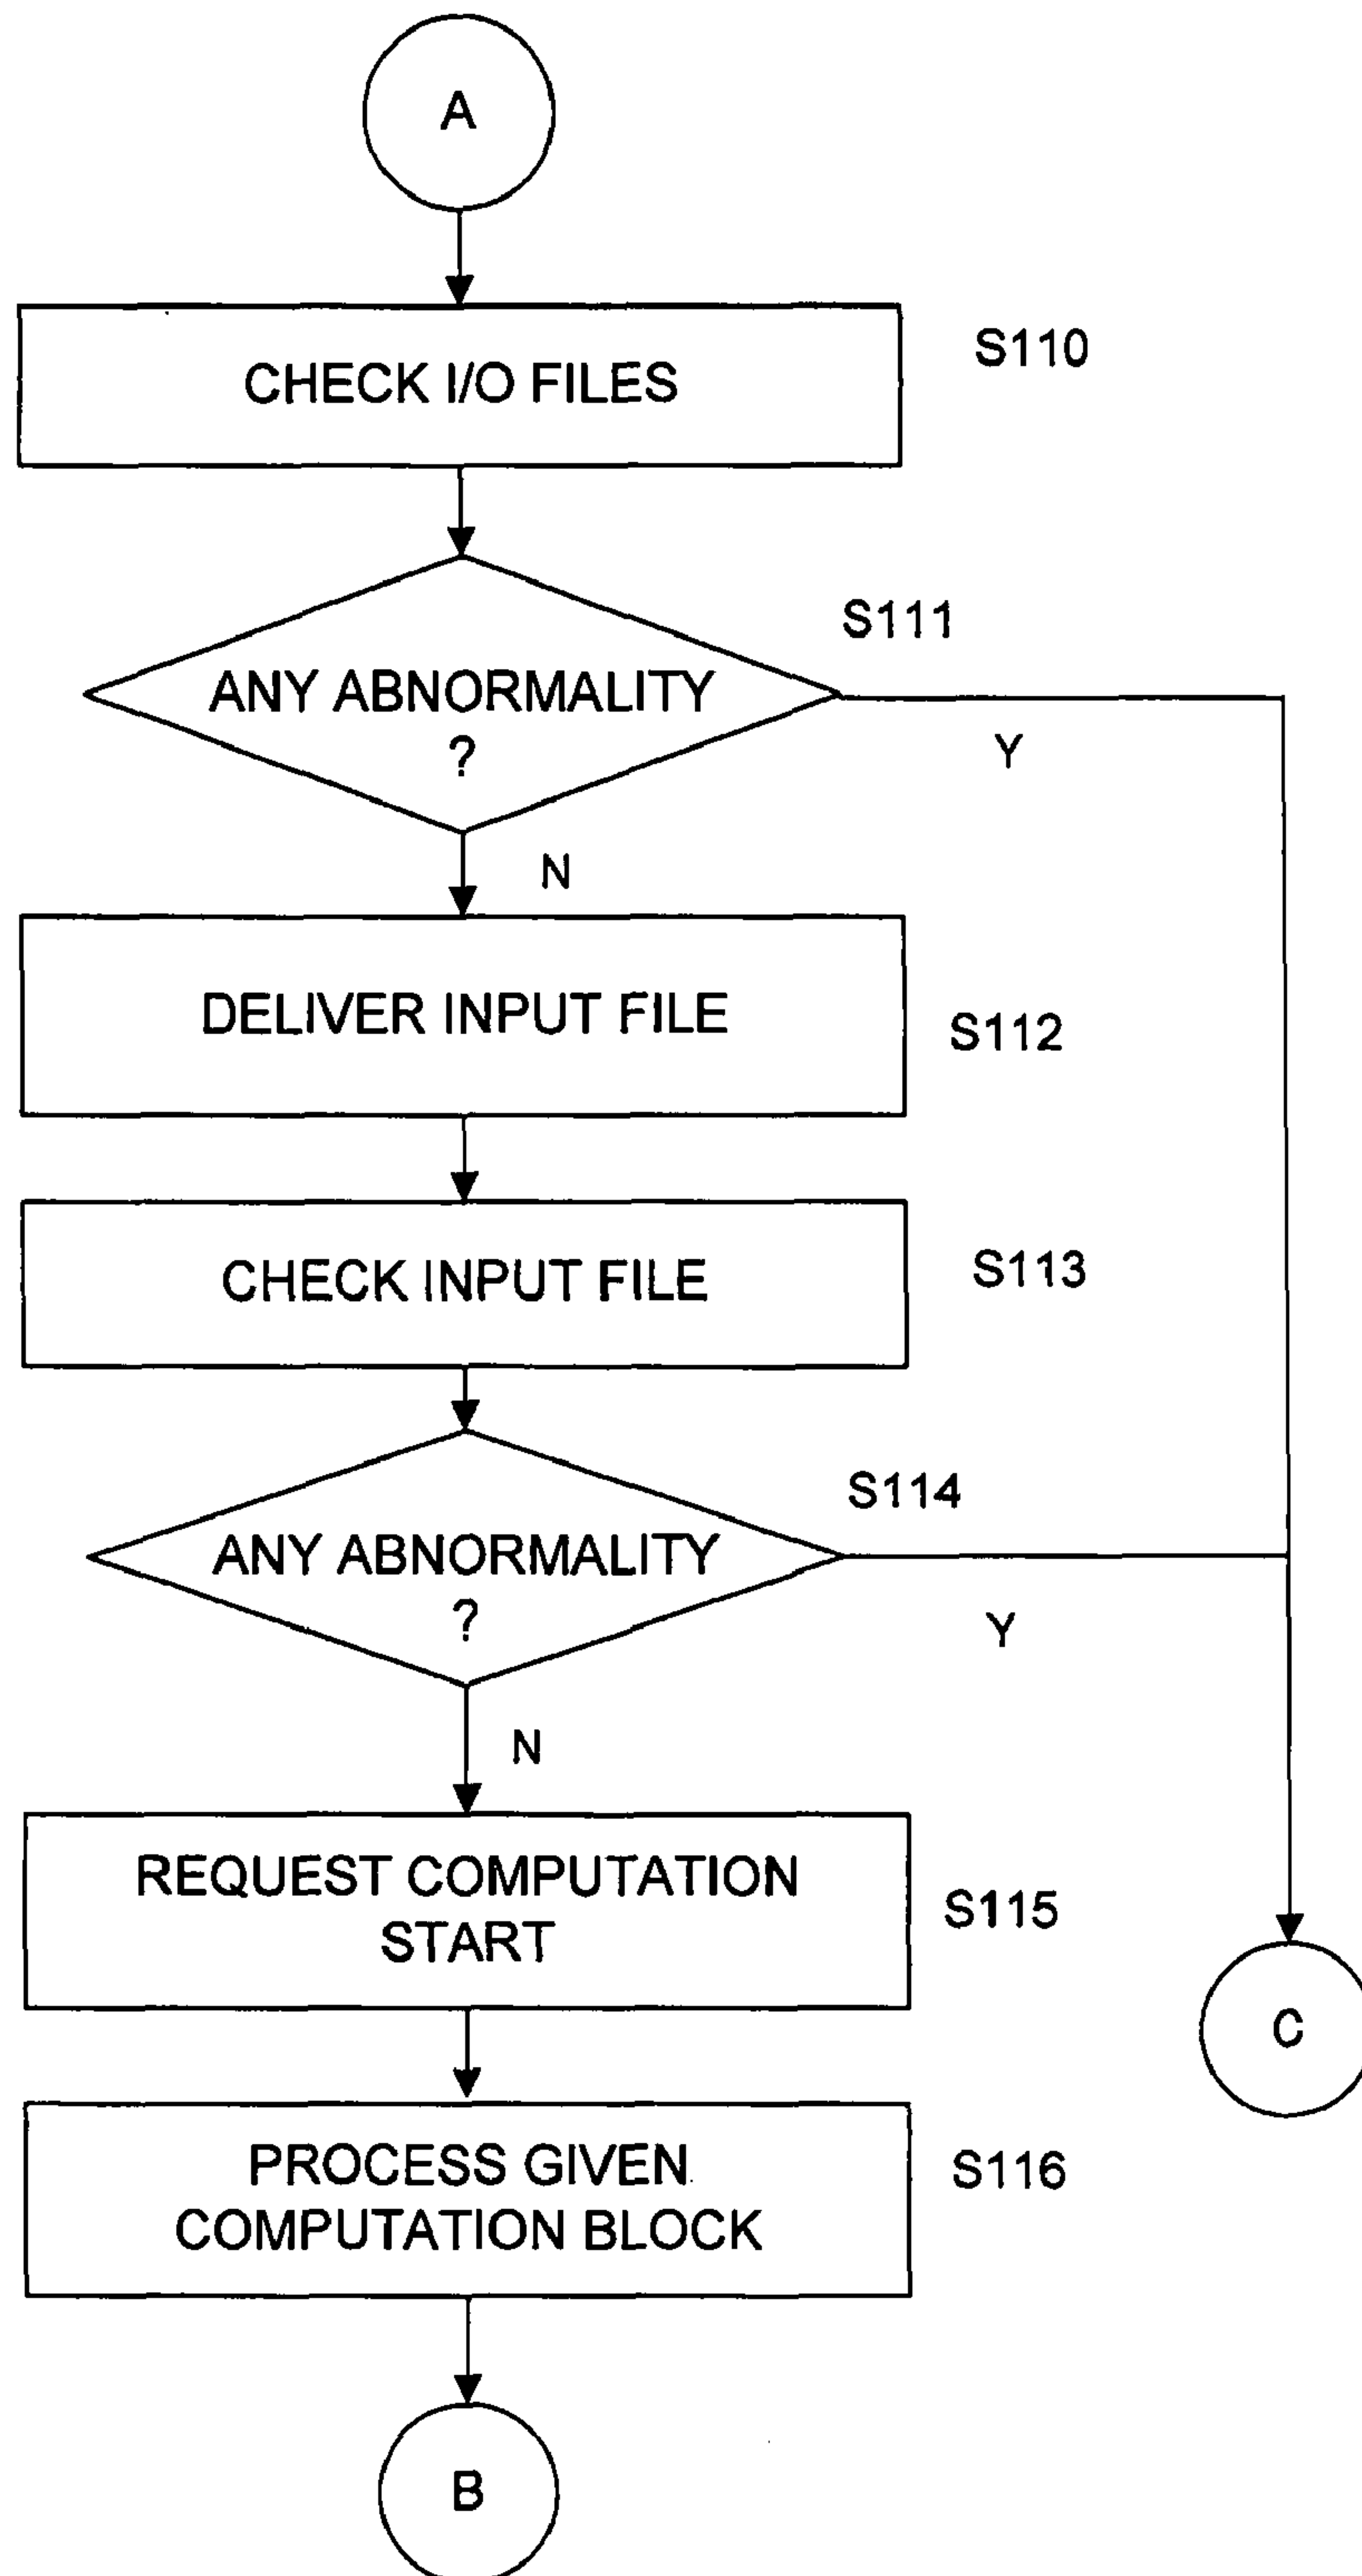 A
CHECK I/O FILES
S110
S111
ANY ABNORMALITY
?
Y
N
DELIVER INPUT FILE
S112
CHECK INPUT FILE
S113
S114
ANY ABNORMALITY
?
Y
N
REQUEST COMPUTATION
START
S115
C
PROCESS GIVEN
COMPUTATION BLOCK
S116
B